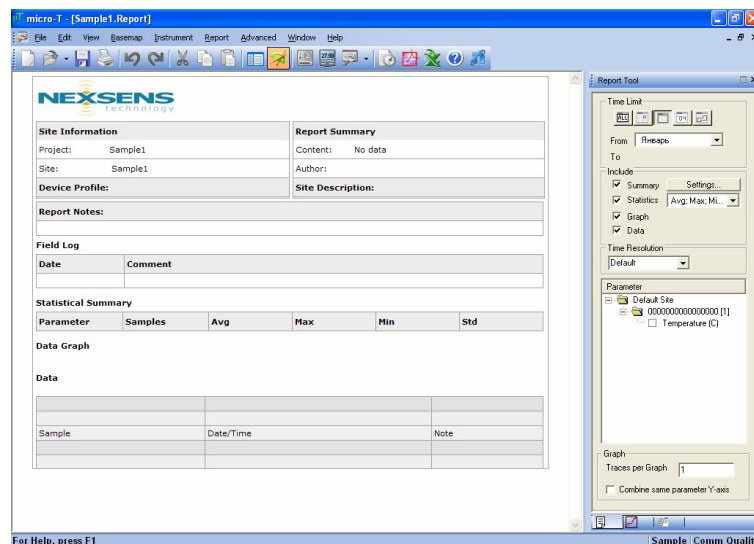 micro-T - [Sample1.Report]
File Edit View Basemap Instrument Report Advanced Window Help
NEXSENS
technology
Site Information
Report Summary
Project: Sample1
Content: No data
Site: Sample1
Author:
Device Profile:
Site Description:
Report Notes:
Field Log
Date Comment
Statistical Summary
Parameter Samples Avg Max Min Std
Data Graph
Data
Sample Date/Time Note
Report Tool
Time Limit
ALL
From Январь
To
Include
Summary Settings...
Statistics Avg; Max; Mi...
Graph
Data
Time Resolution
Default
Parameter
Default Site
0000000000000000 [1]
Temperature (C)
Graph
Traces per Graph 1
Combine same parameter Y-axis
For Help, press F1
Sample Comm Qualit